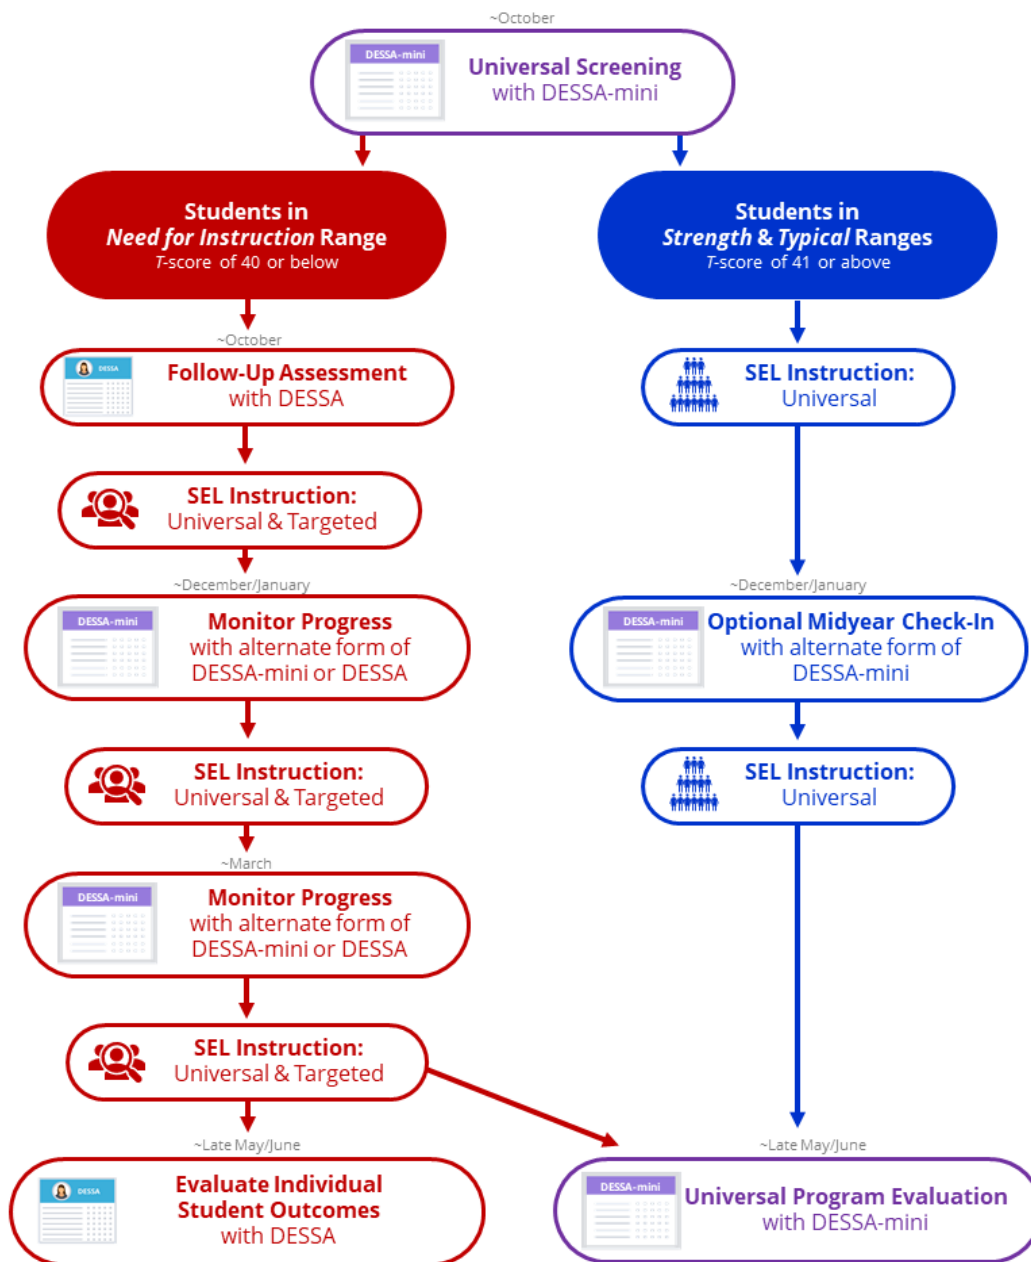 ~October
DESSA-mini
Universal Screening
with DESSA-mini
Students in
Need for Instruction Range
T-score of 40 or below
Students in
Strength & Typical Ranges
T-score of 41 or above
~October
DESSA
Follow-Up Assessment
with DESSA
SEL Instruction:
Universal
SEL Instruction:
Universal & Targeted
~December/January
DESSA-mini
Monitor Progress
with alternate form of
DESSA-mini or DESSA
~December/January
DESSA-mini
Optional Midyear Check-In
with alternate form of
DESSA-mini
SEL Instruction:
Universal & Targeted
SEL Instruction:
Universal
~March
DESSA-mini
Monitor Progress
with alternate form of
DESSA-mini or DESSA
SEL Instruction:
Universal & Targeted
~Late May/June
DESSA
Evaluate Individual
Student Outcomes
with DESSA
~Late May/June
DESSA-mini
Universal Program Evaluation
with DESSA-mini